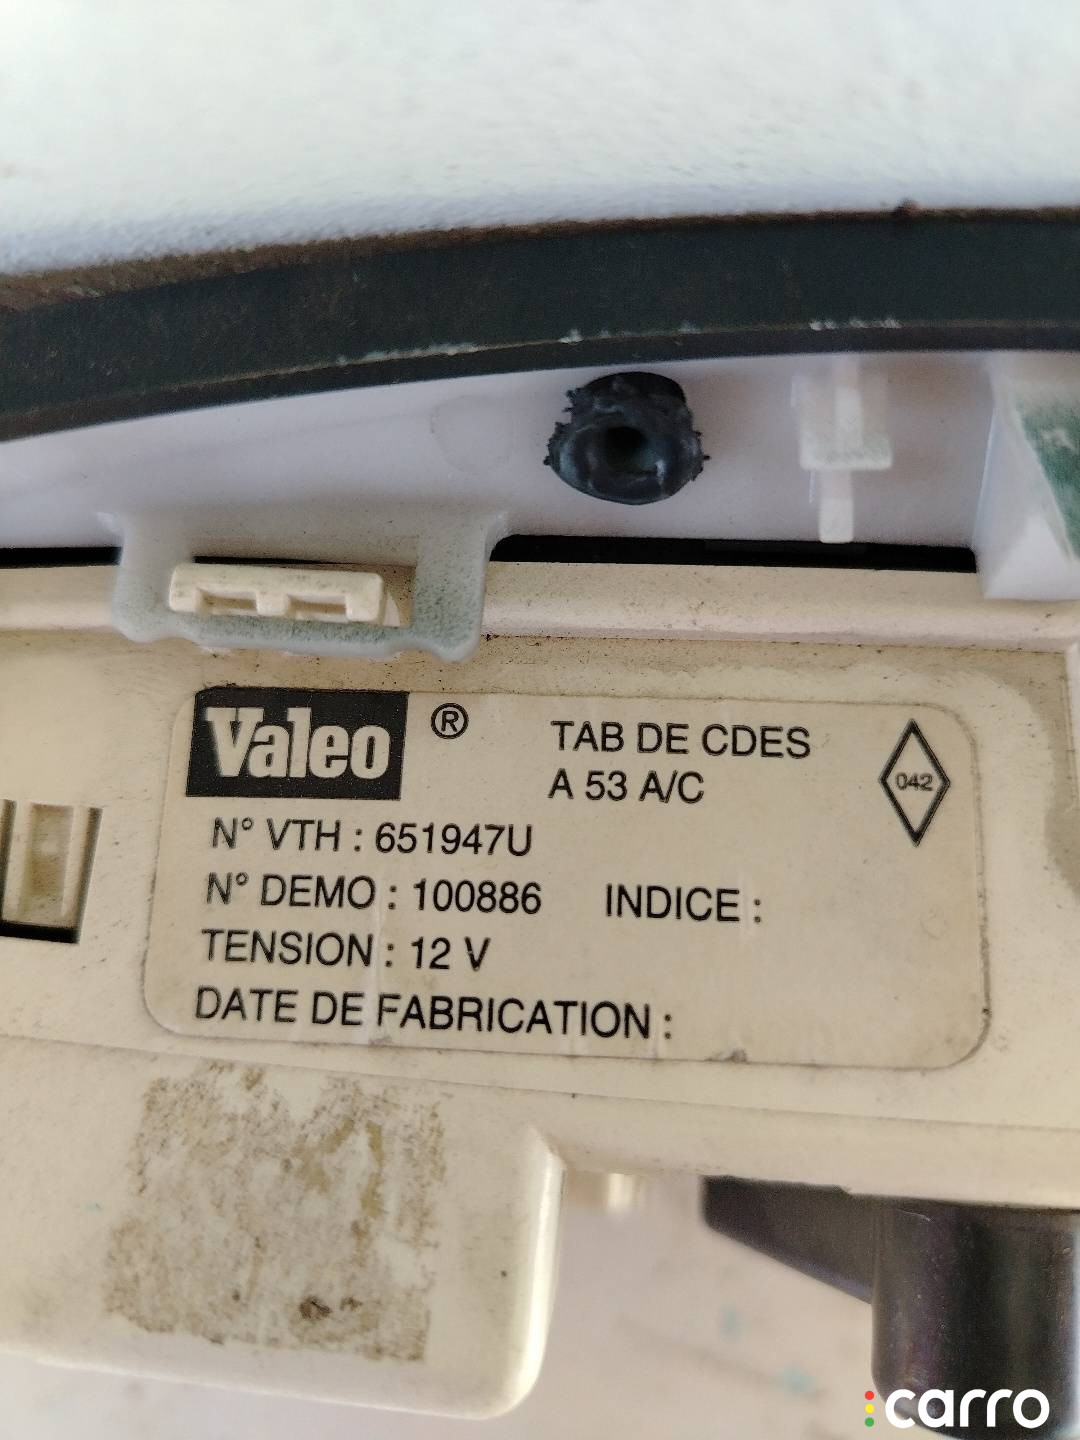 Valeo ®
TAB DE CDES
A 53 A/C
042
N° VTH : 651947U
N° DEMO : 100886 INDICE :
TENSION : 12 V
DATE DE FABRICATION :
carro